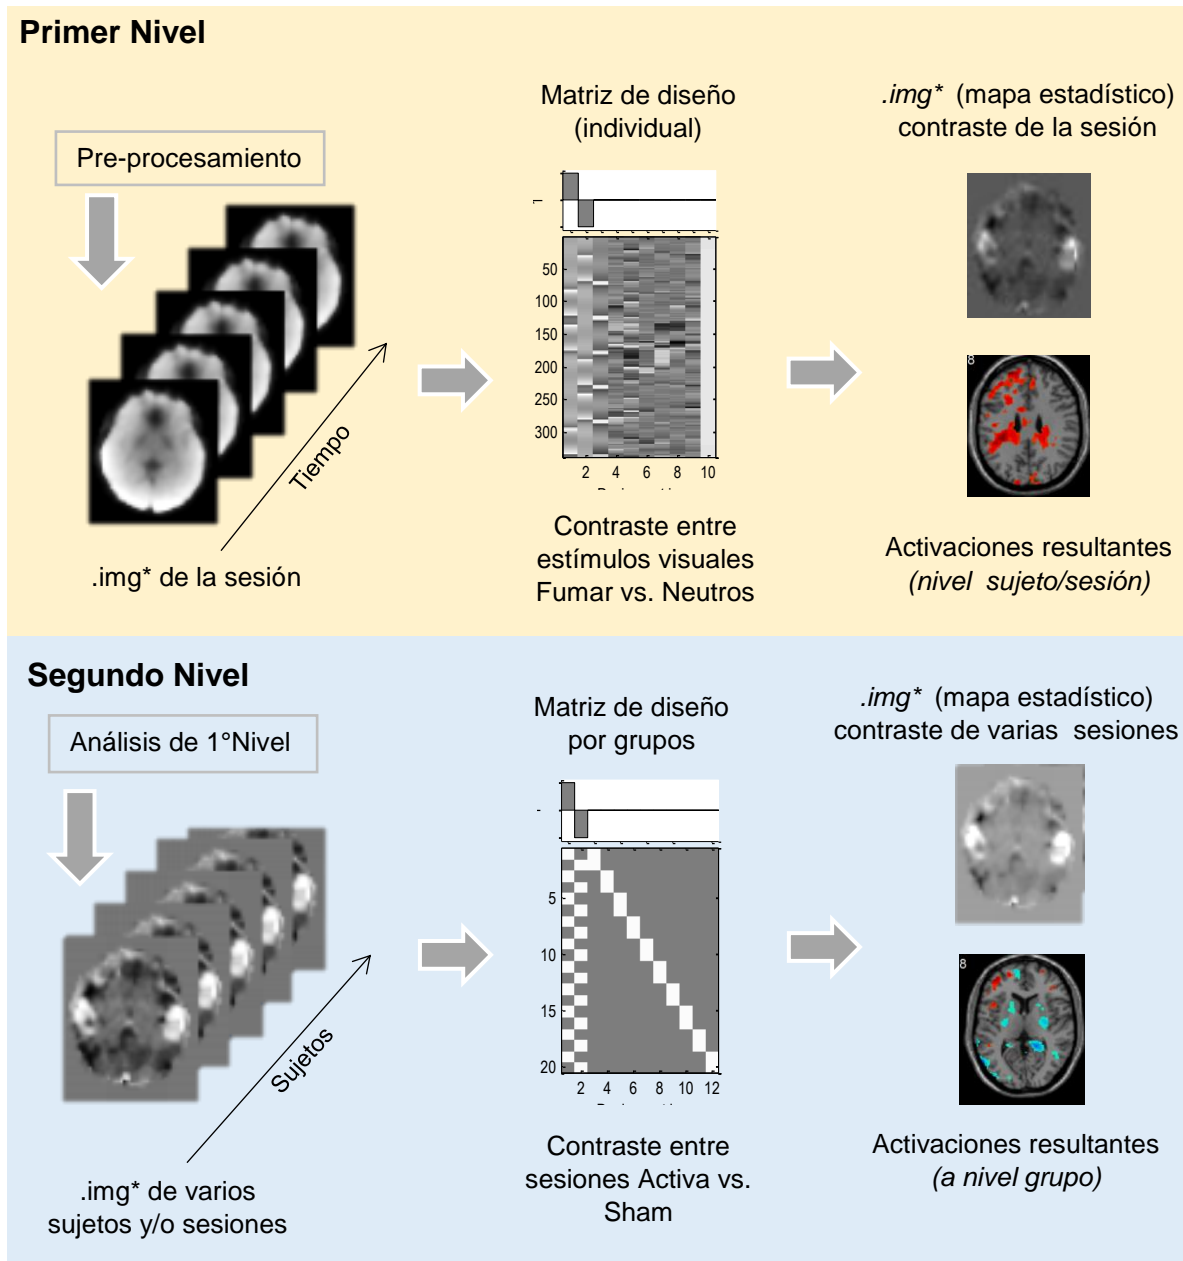 Primer Nivel
Pre-procesamiento
Tiempo
.img* de la sesión
Matriz de diseño
(individual)
50
100
150
200
250
300
2 4 6 8 10
Contraste entre
estímulos visuales
Fumar vs. Neutros
.img* (mapa estadístico)
contraste de la sesión
8
Activaciones resultantes
(nivel sujeto/sesión)
Segundo Nivel
Análisis de 1°Nivel
Sujetos
.img* de varios
sujetos y/o sesiones
Matriz de diseño
por grupos
5
10
15
20
2 4 6 8 10 12
Contraste entre
sesiones Activa vs.
Sham
.img* (mapa estadístico)
contraste de varias sesiones
8
Activaciones resultantes
(a nivel grupo)